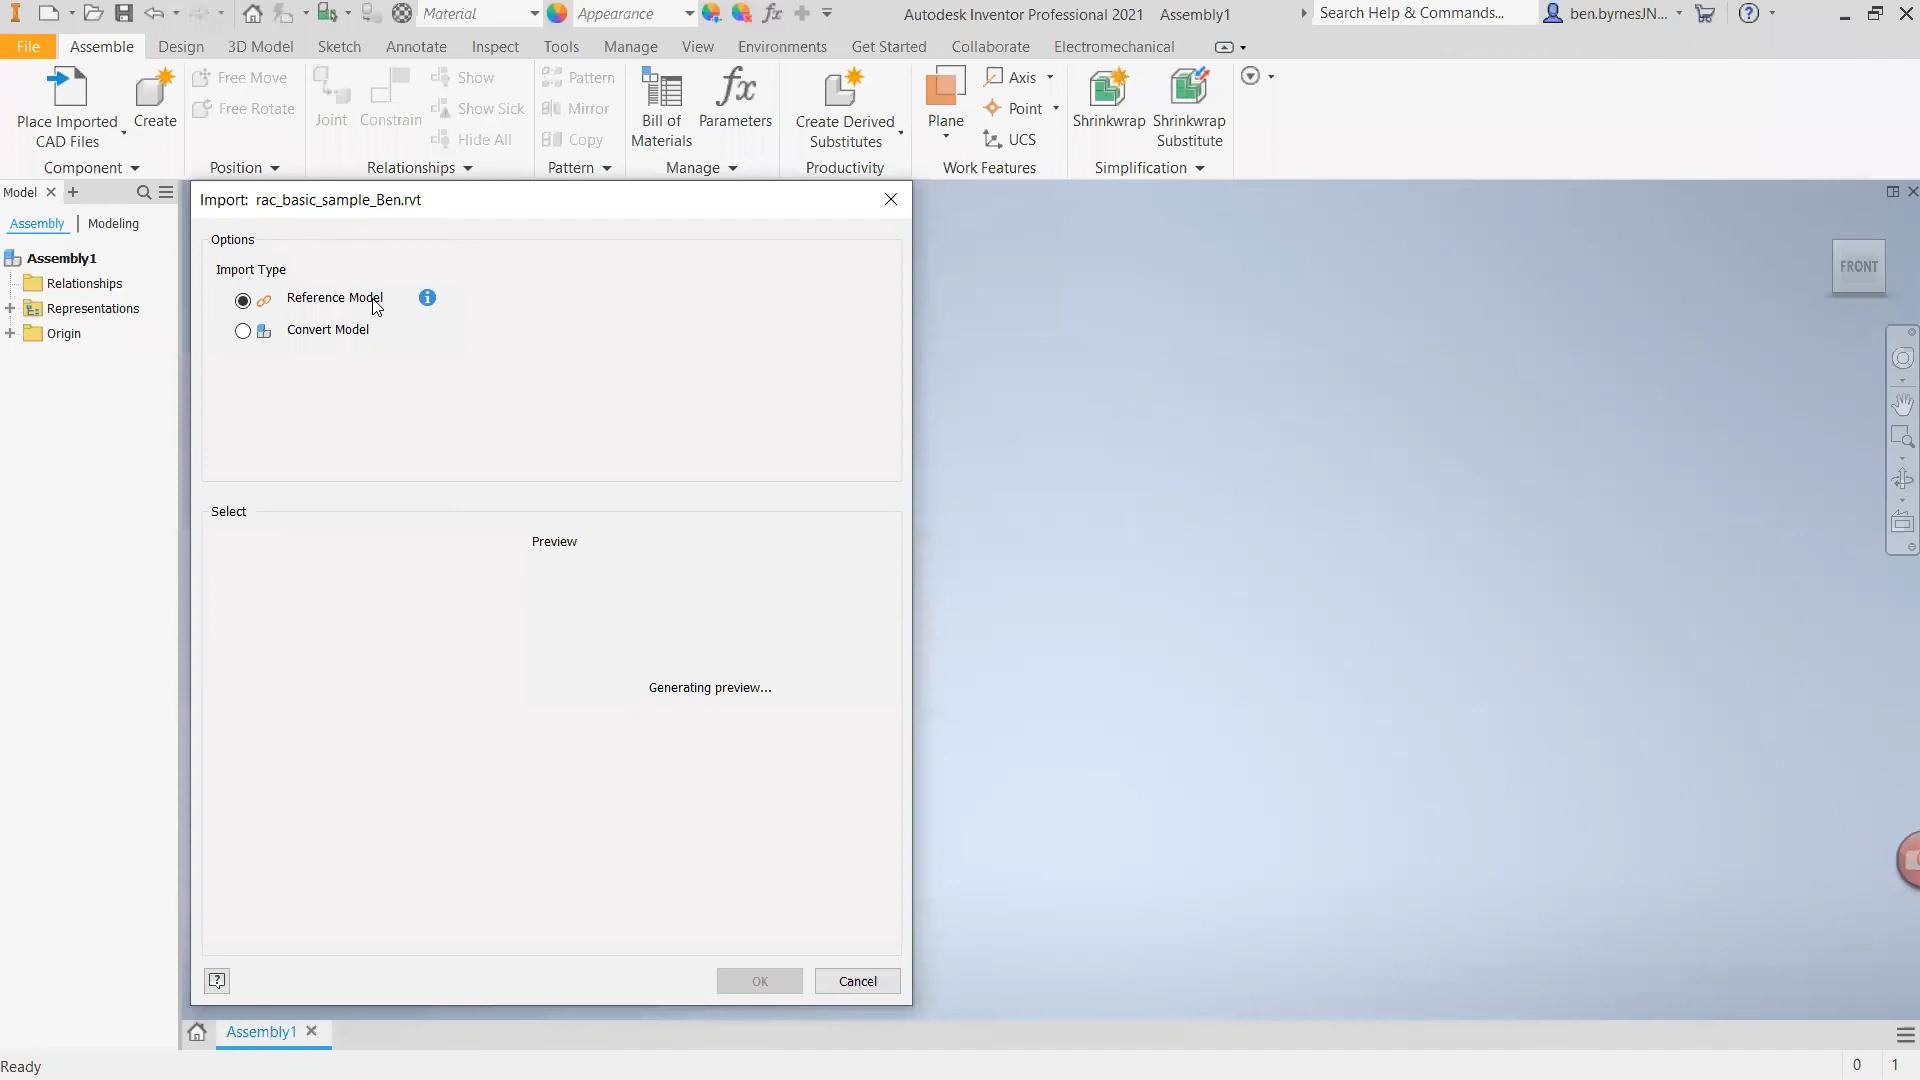 Material
Appearance
Autodesk Inventor Professional 2021 Assembly1
Search Help & Commands...
ben.byrnesJN...
File
Assemble
Design
3D Model
Sketch
Annotate
Inspect
Tools
Manage
View
Environments
Get Started
Collaborate
Electromechanical
Place Imported
CAD Files
Create
Component
Free Move
Free Rotate
Position
Joint
Constrain
Show
Show Sick
Hide All
Relationships
Pattern
Mirror
Copy
Pattern
Bill of
Materials
Parameters
Manage
Create Derived
Substitutes
Productivity
Plane
Axis
Point
UCS
Work Features
Shrinkwrap
Shrinkwrap
Substitute
Simplification
Model
Assembly
Modeling
Assembly1
Relationships
Representations
Origin
Import: rac_basic_sample_Ben.rvt
Options
Import Type
Reference Model
Convert Model
Select
Preview
Generating preview...
OK
Cancel
FRONT
Assembly1
Ready
0
1